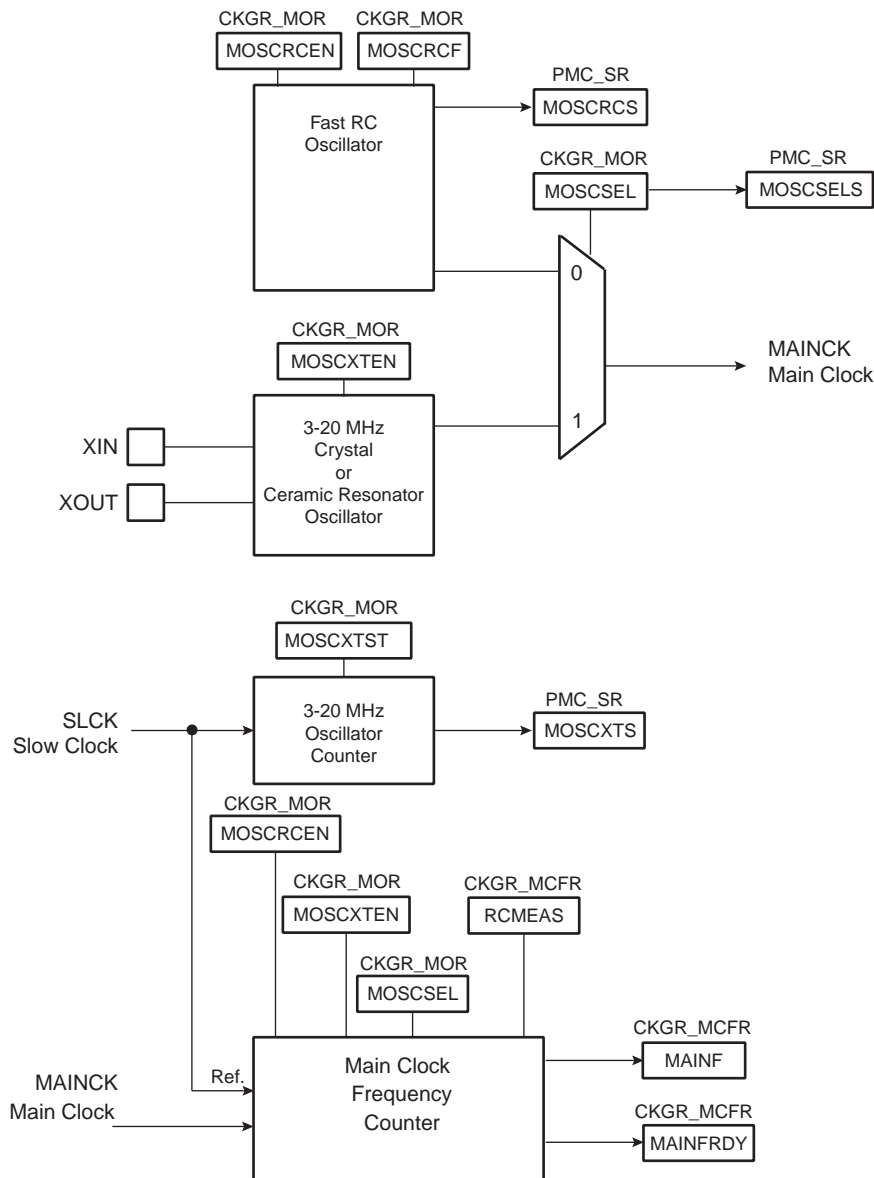 CKGR_MOR
CKGR_MOR
MOSCRCEN
MOSCRCF
PMC_SR
MOSCRCS
Fast RC
Oscillator
CKGR_MOR
MOSCSEL
PMC_SR
MOSCSELS
0
CKGR_MOR
MOSCXTEN
MAINCK
Main Clock
1
XIN
XOUT
3-20 MHz
Crystal
or
Ceramic Resonator
Oscillator
CKGR_MOR
MOSCXTST
SLCK
Slow Clock
3-20 MHz
Oscillator
Counter
PMC_SR
MOSCXTS
CKGR_MOR
MOSCRCEN
CKGR_MOR
MOSCXTEN
CKGR_MCFR
RCMEAS
CKGR_MOR
MOSCSEL
MAINCK
Main Clock
Ref.
Main Clock
Frequency
Counter
CKGR_MCFR
MAINF
CKGR_MCFR
MAINFRDY